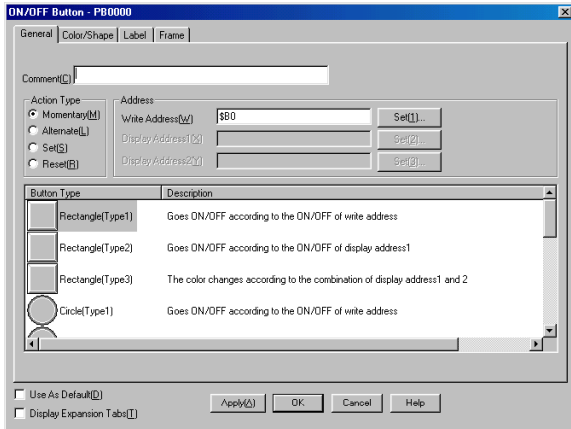 ON/OFF Button - PB0000
General Color/Shape Label Frame
Comment(C)
Action Type
Momentary(M)
Alternate(L)
Set(S)
Reset(R)
Address
Write Address(W) $B0 Set(1)...
Display Address1(X) Set(2)...
Display Address2(Y) Set(3)...
Button Type Description
Rectangle(Type1) Goes ON/OFF according to the ON/OFF of write address
Rectangle(Type2) Goes ON/OFF according to the ON/OFF of display address1
Rectangle(Type3) The color changes according to the combination of display address1 and 2
Circle(Type1) Goes ON/OFF according to the ON/OFF of write address
Use As Default(D)
Display Expansion Tabs(T)
Apply(A) OK Cancel Help